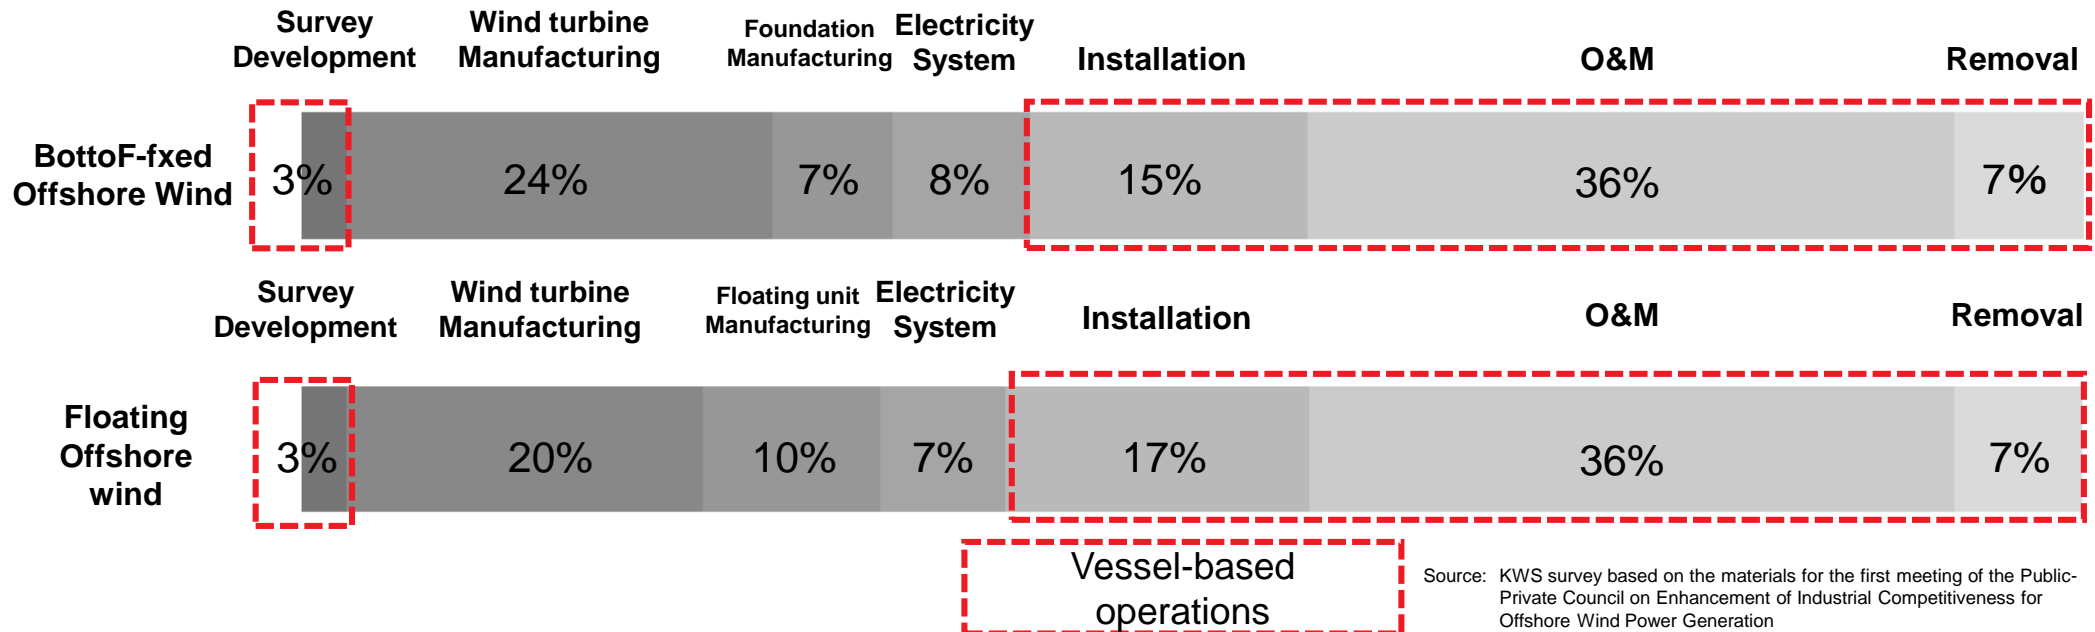 Survey
Development
Wind turbine
Manufacturing
Foundation
Manufacturing
Electricity
System
Installation
O&M
Removal
BottoF-fxed
Offshore Wind
3%
24%
7%
8%
15%
36%
7%
Survey
Development
Wind turbine
Manufacturing
Floating unit
Manufacturing
Electricity
System
Installation
O&M
Removal
Floating
Offshore
wind
3%
20%
10%
7%
17%
36%
7%
Vessel-based
operations
Source: KWS survey based on the materials for the first meeting of the Public-
Private Council on Enhancement of Industrial Competitiveness for
Offshore Wind Power Generation